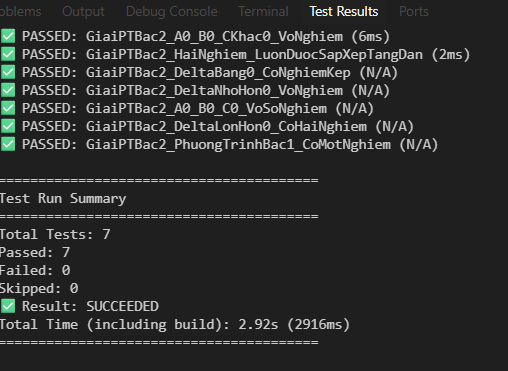 oblems Output Debug Console Terminal Test Results Ports
✅ PASSED: GiaiPTBac2_A0_B0_CKhac0_VoNghiem (6ms)
✅ PASSED: GiaiPTBac2_HaiNghiem_LuonDuocSapXepTangDan (2ms)
✅ PASSED: GiaiPTBac2_DeltaBang0_CoNghiemKep (N/A)
✅ PASSED: GiaiPTBac2_DeltaNhoHon0_VoNghiem (N/A)
✅ PASSED: GiaiPTBac2_A0_B0_C0_VoSoNghiem (N/A)
✅ PASSED: GiaiPTBac2_DeltaLonHon0_CoHaiNghiem (N/A)
✅ PASSED: GiaiPTBac2_PhuongTrinhBac1_CoMotNghiem (N/A)
========================================
Test Run Summary
========================================
Total Tests: 7
Passed: 7
Failed: 0
Skipped: 0
✅ Result: SUCCEEDED
Total Time (including build): 2.92s (2916ms)
========================================